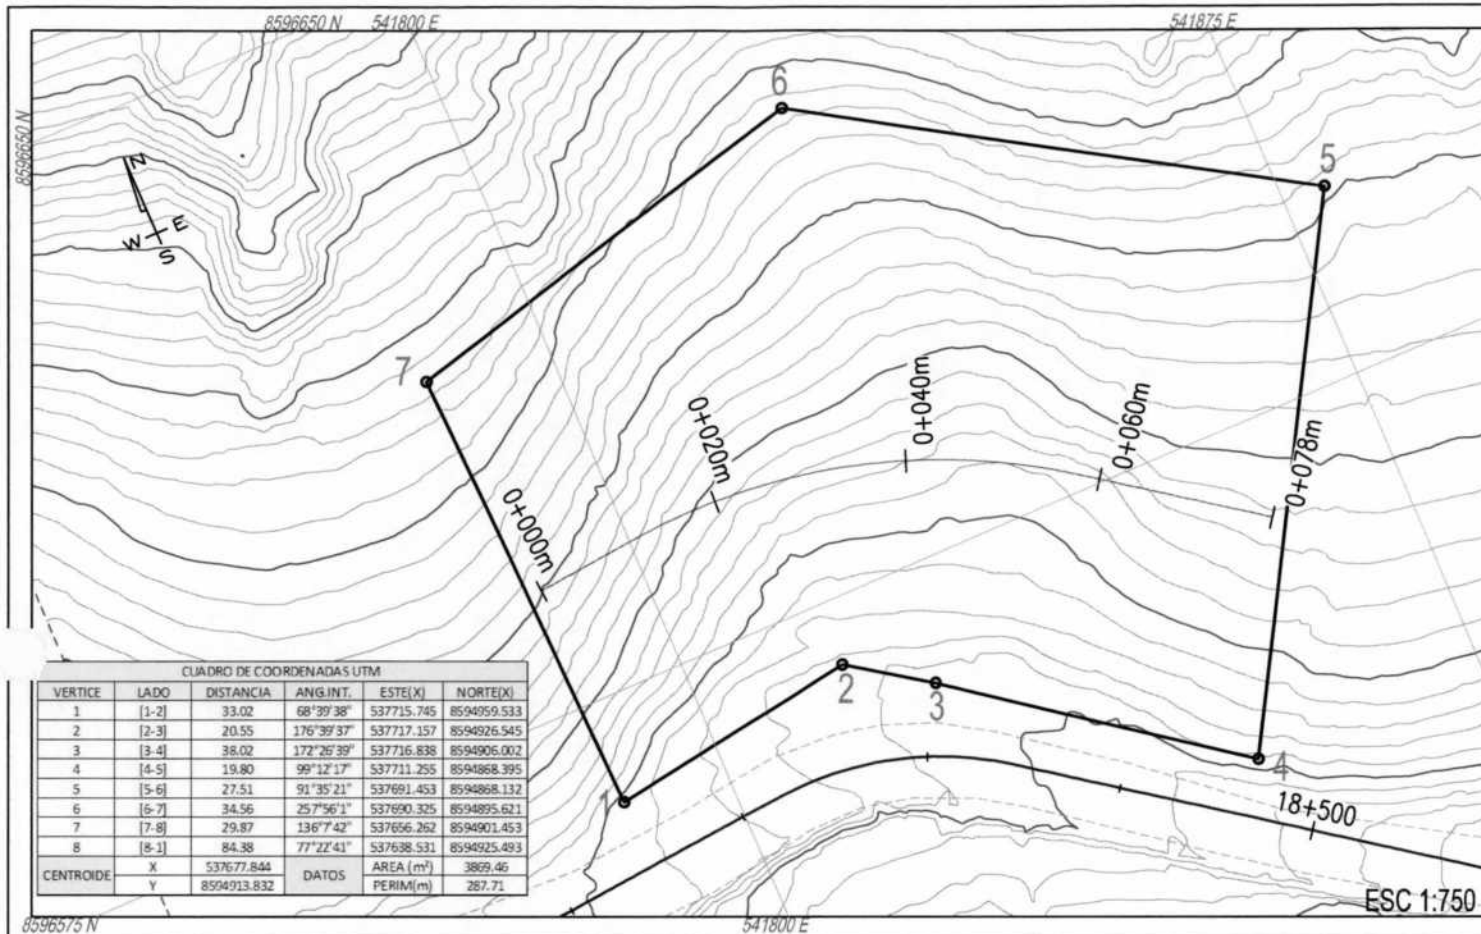 8596650 N 541800 E 541875 E
8596650 N
N
W E
S
6
5
7
0+000m
0+020m
0+040m
0+060m
0+078m
2
3
4
1
18+500
CUADRO DE COORDENADAS UTM
VERTICE LADO DISTANCIA ANG.INT. ESTE(X) NORTE(X)
1 [1-2] 33.02 68°39'38" 537715.745 8594959.533
2 [2-3] 20.55 176°39'37" 537717.157 8594926.545
3 [3-4] 38.02 172°26'39" 537716.838 8594906.002
4 [4-5] 19.80 99°12'17" 537711.255 8594868.395
5 [5-6] 27.51 91°35'21" 537691.453 8594868.132
6 [6-7] 34.56 257°56'1" 537690.325 8594895.621
7 [7-8] 29.87 136°7'42" 537656.262 8594901.453
8 [8-1] 84.38 77°22'41" 537638.531 8594925.493
CENTROIDE X 537677.844 DATOS AREA (m²) 3869.46
Y 8594913.832 PERIM(m) 287.71
ESC 1:750
8596575 N 541800 E